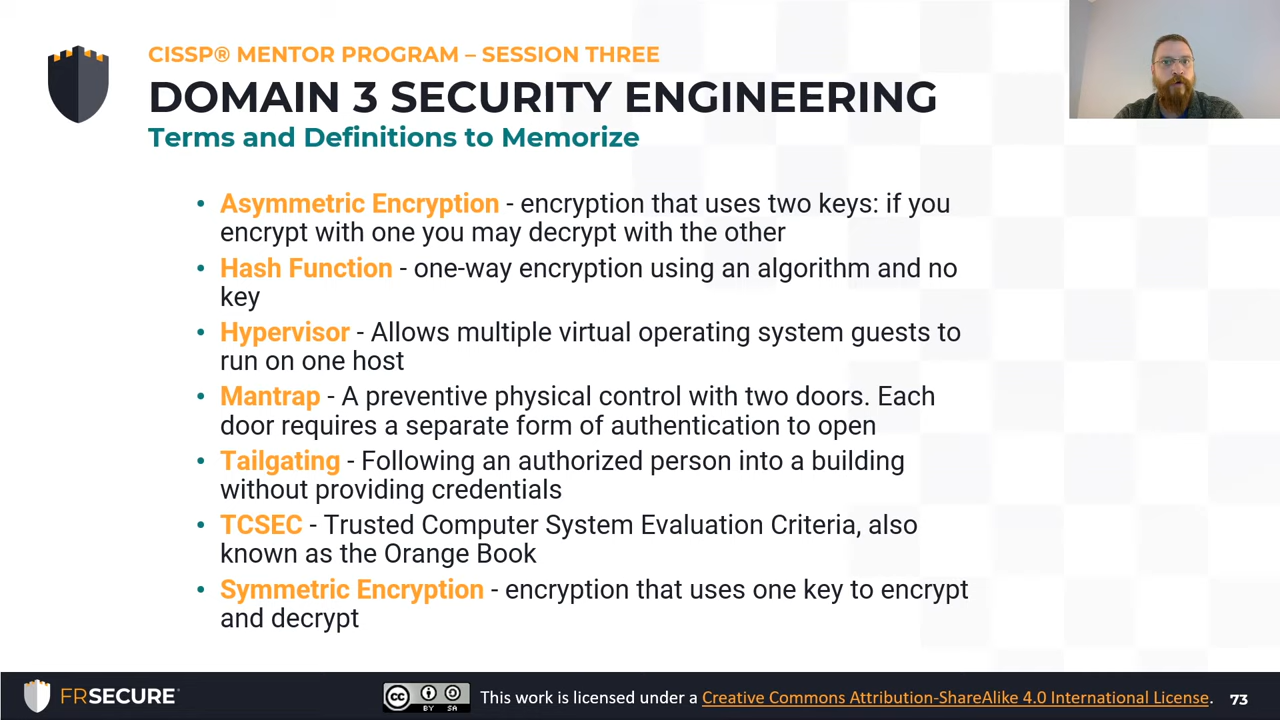 CISSP® MENTOR PROGRAM – SESSION THREE
DOMAIN 3 SECURITY ENGINEERING
Terms and Definitions to Memorize
• Asymmetric Encryption - encryption that uses two keys: if you
encrypt with one you may decrypt with the other
• Hash Function - one-way encryption using an algorithm and no
key
• Hypervisor - Allows multiple virtual operating system guests to
run on one host
• Mantrap - A preventive physical control with two doors. Each
door requires a separate form of authentication to open
• Tailgating - Following an authorized person into a building
without providing credentials
• TCSEC - Trusted Computer System Evaluation Criteria, also
known as the Orange Book
• Symmetric Encryption - encryption that uses one key to encrypt
and decrypt
FRSECURE
cc BY SA
This work is licensed under a Creative Commons Attribution-ShareAlike 4.0 International License.
73